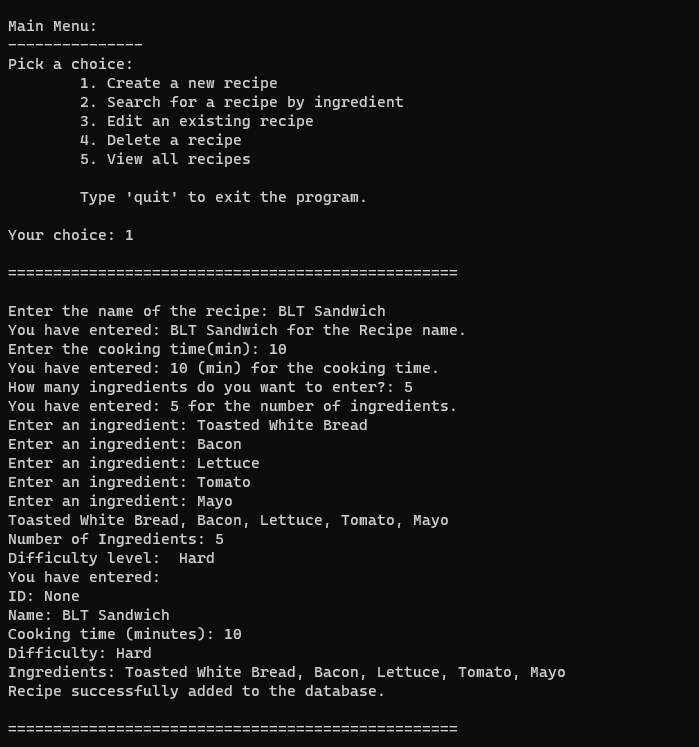 Main Menu:
---------------
Pick a choice:
        1. Create a new recipe
        2. Search for a recipe by ingredient
        3. Edit an existing recipe
        4. Delete a recipe
        5. View all recipes

        Type 'quit' to exit the program.

Your choice: 1

==================================================

Enter the name of the recipe: BLT Sandwich
You have entered: BLT Sandwich for the Recipe name.
Enter the cooking time(min): 10
You have entered: 10 (min) for the cooking time.
How many ingredients do you want to enter?: 5
You have entered: 5 for the number of ingredients.
Enter an ingredient: Toasted White Bread
Enter an ingredient: Bacon
Enter an ingredient: Lettuce
Enter an ingredient: Tomato
Enter an ingredient: Mayo
Toasted White Bread, Bacon, Lettuce, Tomato, Mayo
Number of Ingredients: 5
Difficulty level:  Hard
You have entered:
ID: None
Name: BLT Sandwich
Cooking time (minutes): 10
Difficulty: Hard
Ingredients: Toasted White Bread, Bacon, Lettuce, Tomato, Mayo
Recipe successfully added to the database.

==================================================